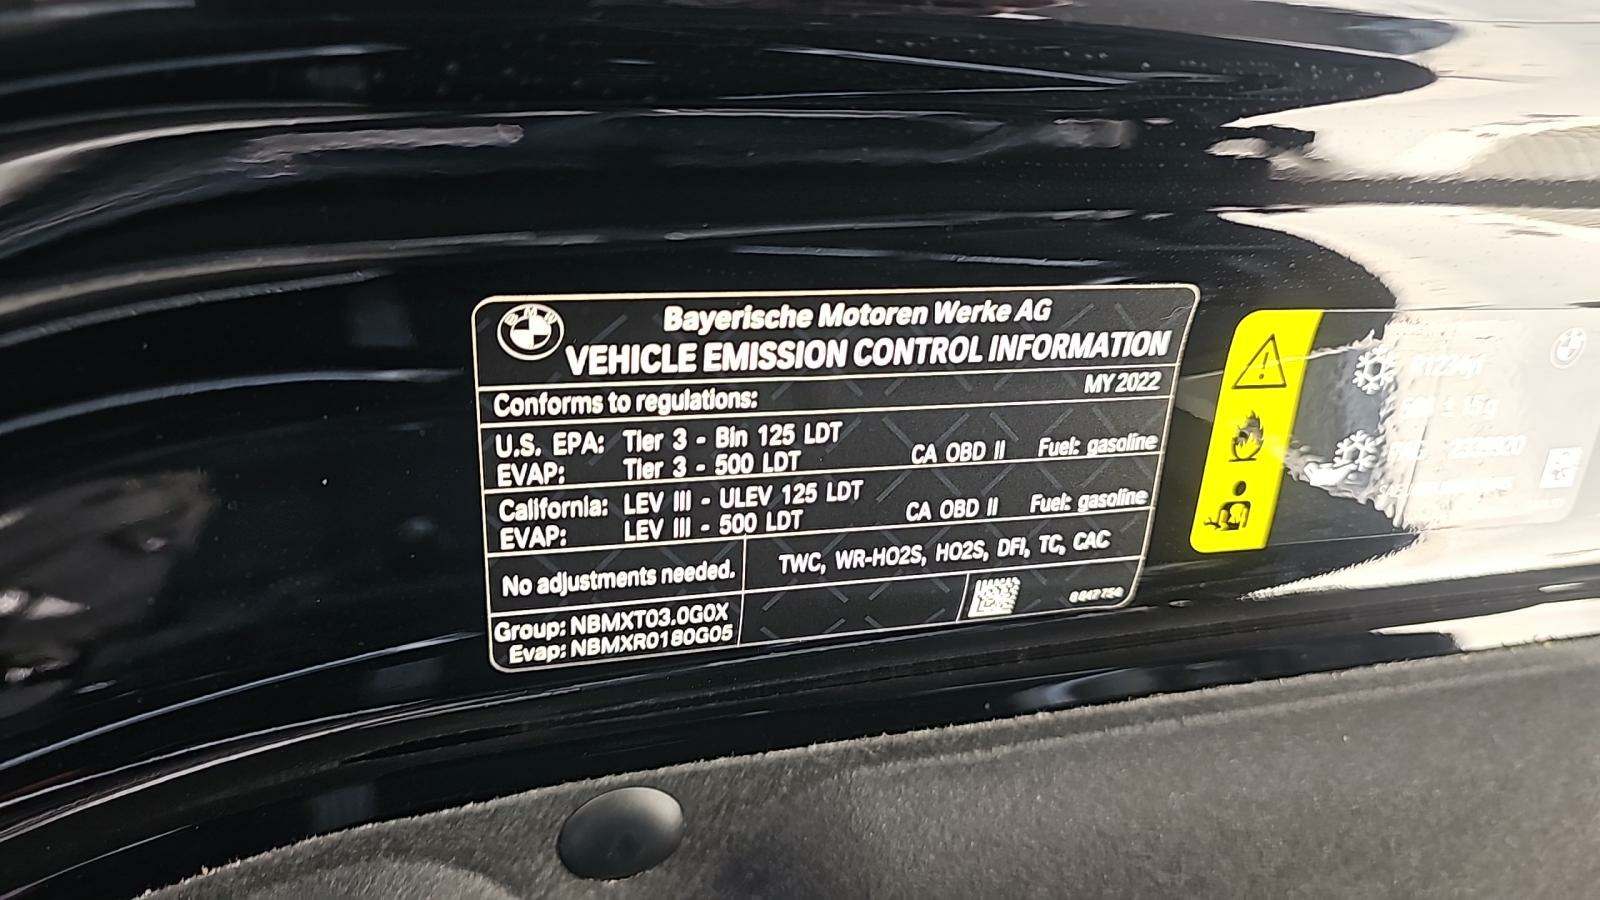 BMW
Bayerische Motoren Werke AG
VEHICLE EMISSION CONTROL INFORMATION
Conforms to regulations:
MY 2022
U.S. EPA: Tier 3 - Bin 125 LDT
EVAP: Tier 3 - 500 LDT
CA OBD II Fuel: gasoline
California: LEV III - ULEV 125 LDT
EVAP: LEV III - 500 LDT
CA OBD II Fuel: gasoline
No adjustments needed.
TWC, WR-HO2S, HO2S, DFI, TC, CAC
Group: NBMXT03.0G0X
Evap: NBMXR0180G05